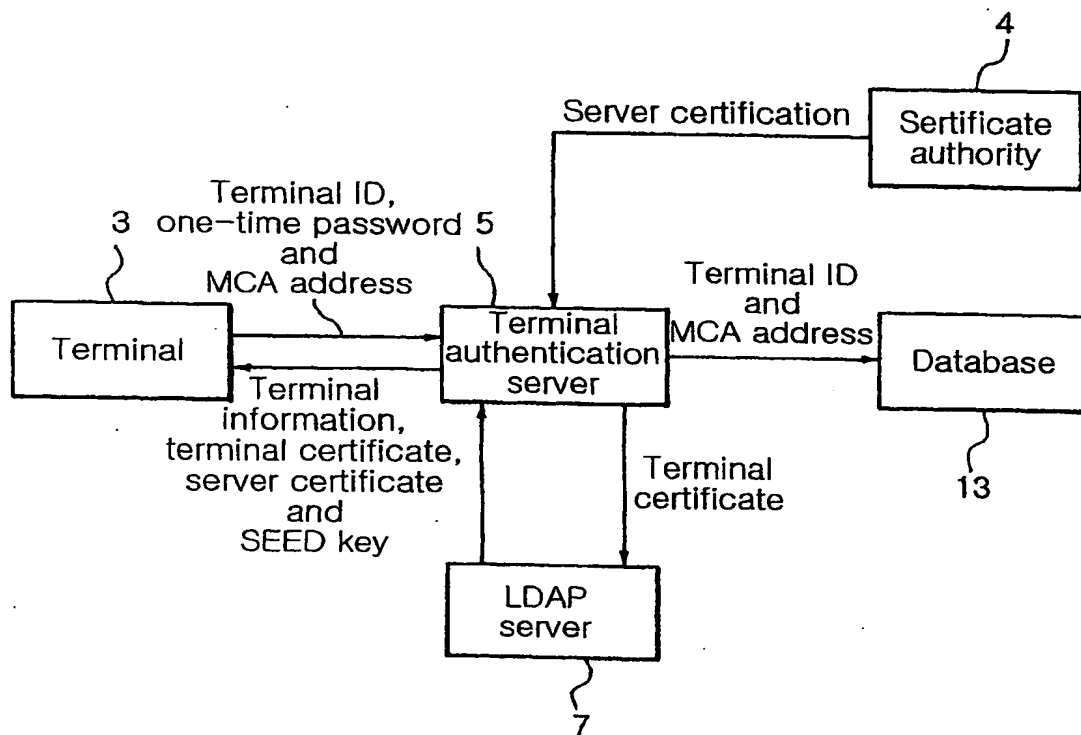 4
Server certification
Sertificate
authority
Terminal ID,
3 one-time password 5
and
MCA address
Terminal ID
and
MCA address
Terminal
Terminal
authentication
server
Database
Terminal
information,
terminal certificate,
server certificate
and
SEED key
Terminal
certificate
13
LDAP
server
7